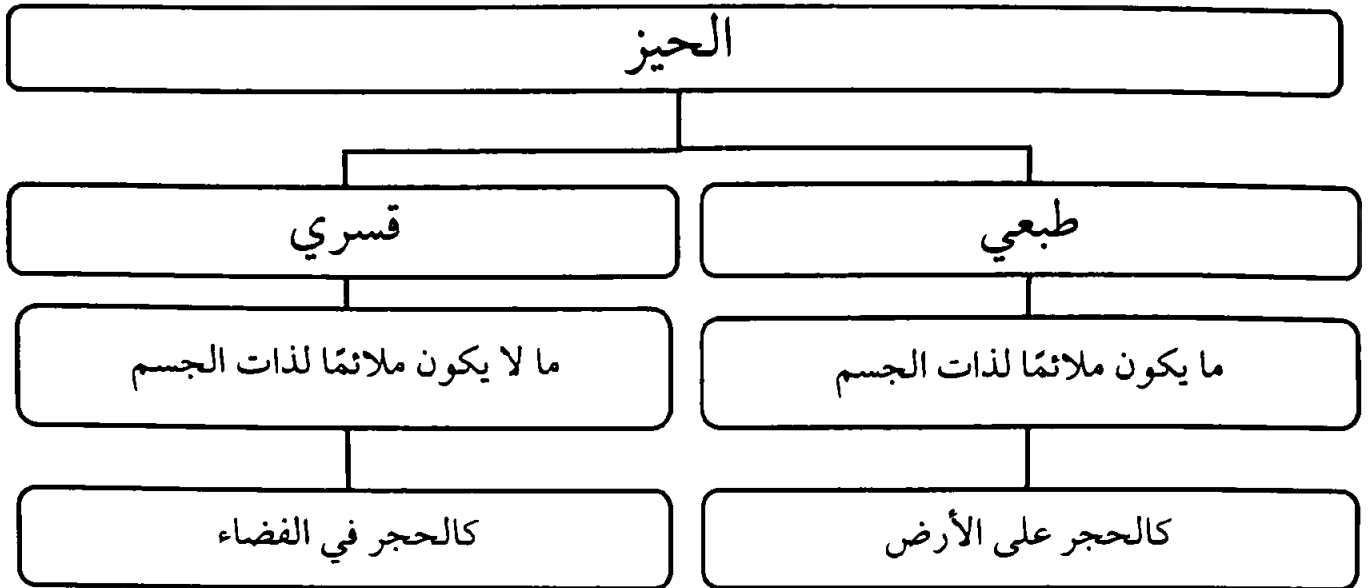 الحيز
طبعي
قسري
ما يكون ملائمًا لذات الجسم
ما لا يكون ملائمًا لذات الجسم
كالحجر على الأرض
كالحجر في الفضاء